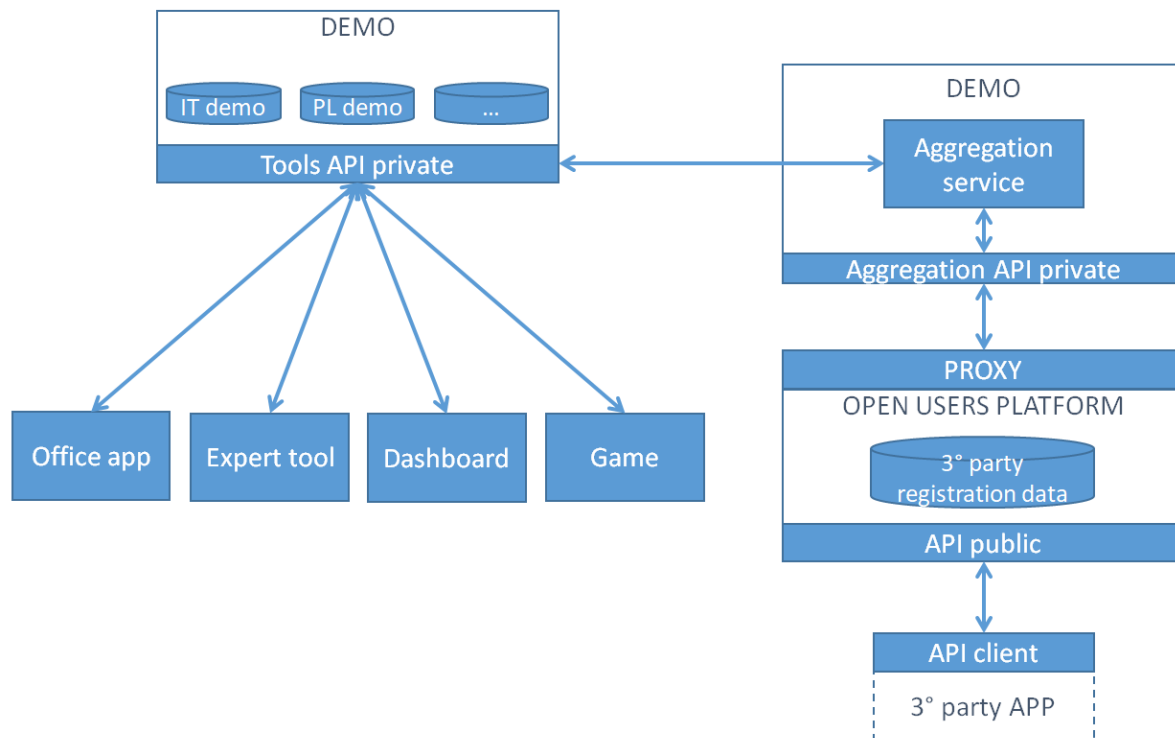 DEMO
IT demo
PL demo
...
Tools API private
DEMO
Aggregation
service
Aggregation API private
PROXY
OPEN USERS PLATFORM
3° party
registration data
API public
API client
3° party APP
Office app
Expert tool
Dashboard
Game